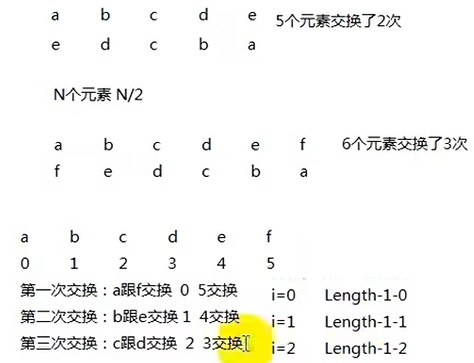 a b c d e 5个元素交换了2次
e d c b a
N个元素 N/2
a b c d e f 6个元素交换了3次
f e d c b a
a b c d e f
0 1 2 3 4 5
第一次交换：a跟f交换 0 5交换 i=0 Length-1-0
第二次交换：b跟e交换 1 4交换 i=1 Length-1-1
第三次交换：c跟d交换 2 3交换 i=2 Length-1-2